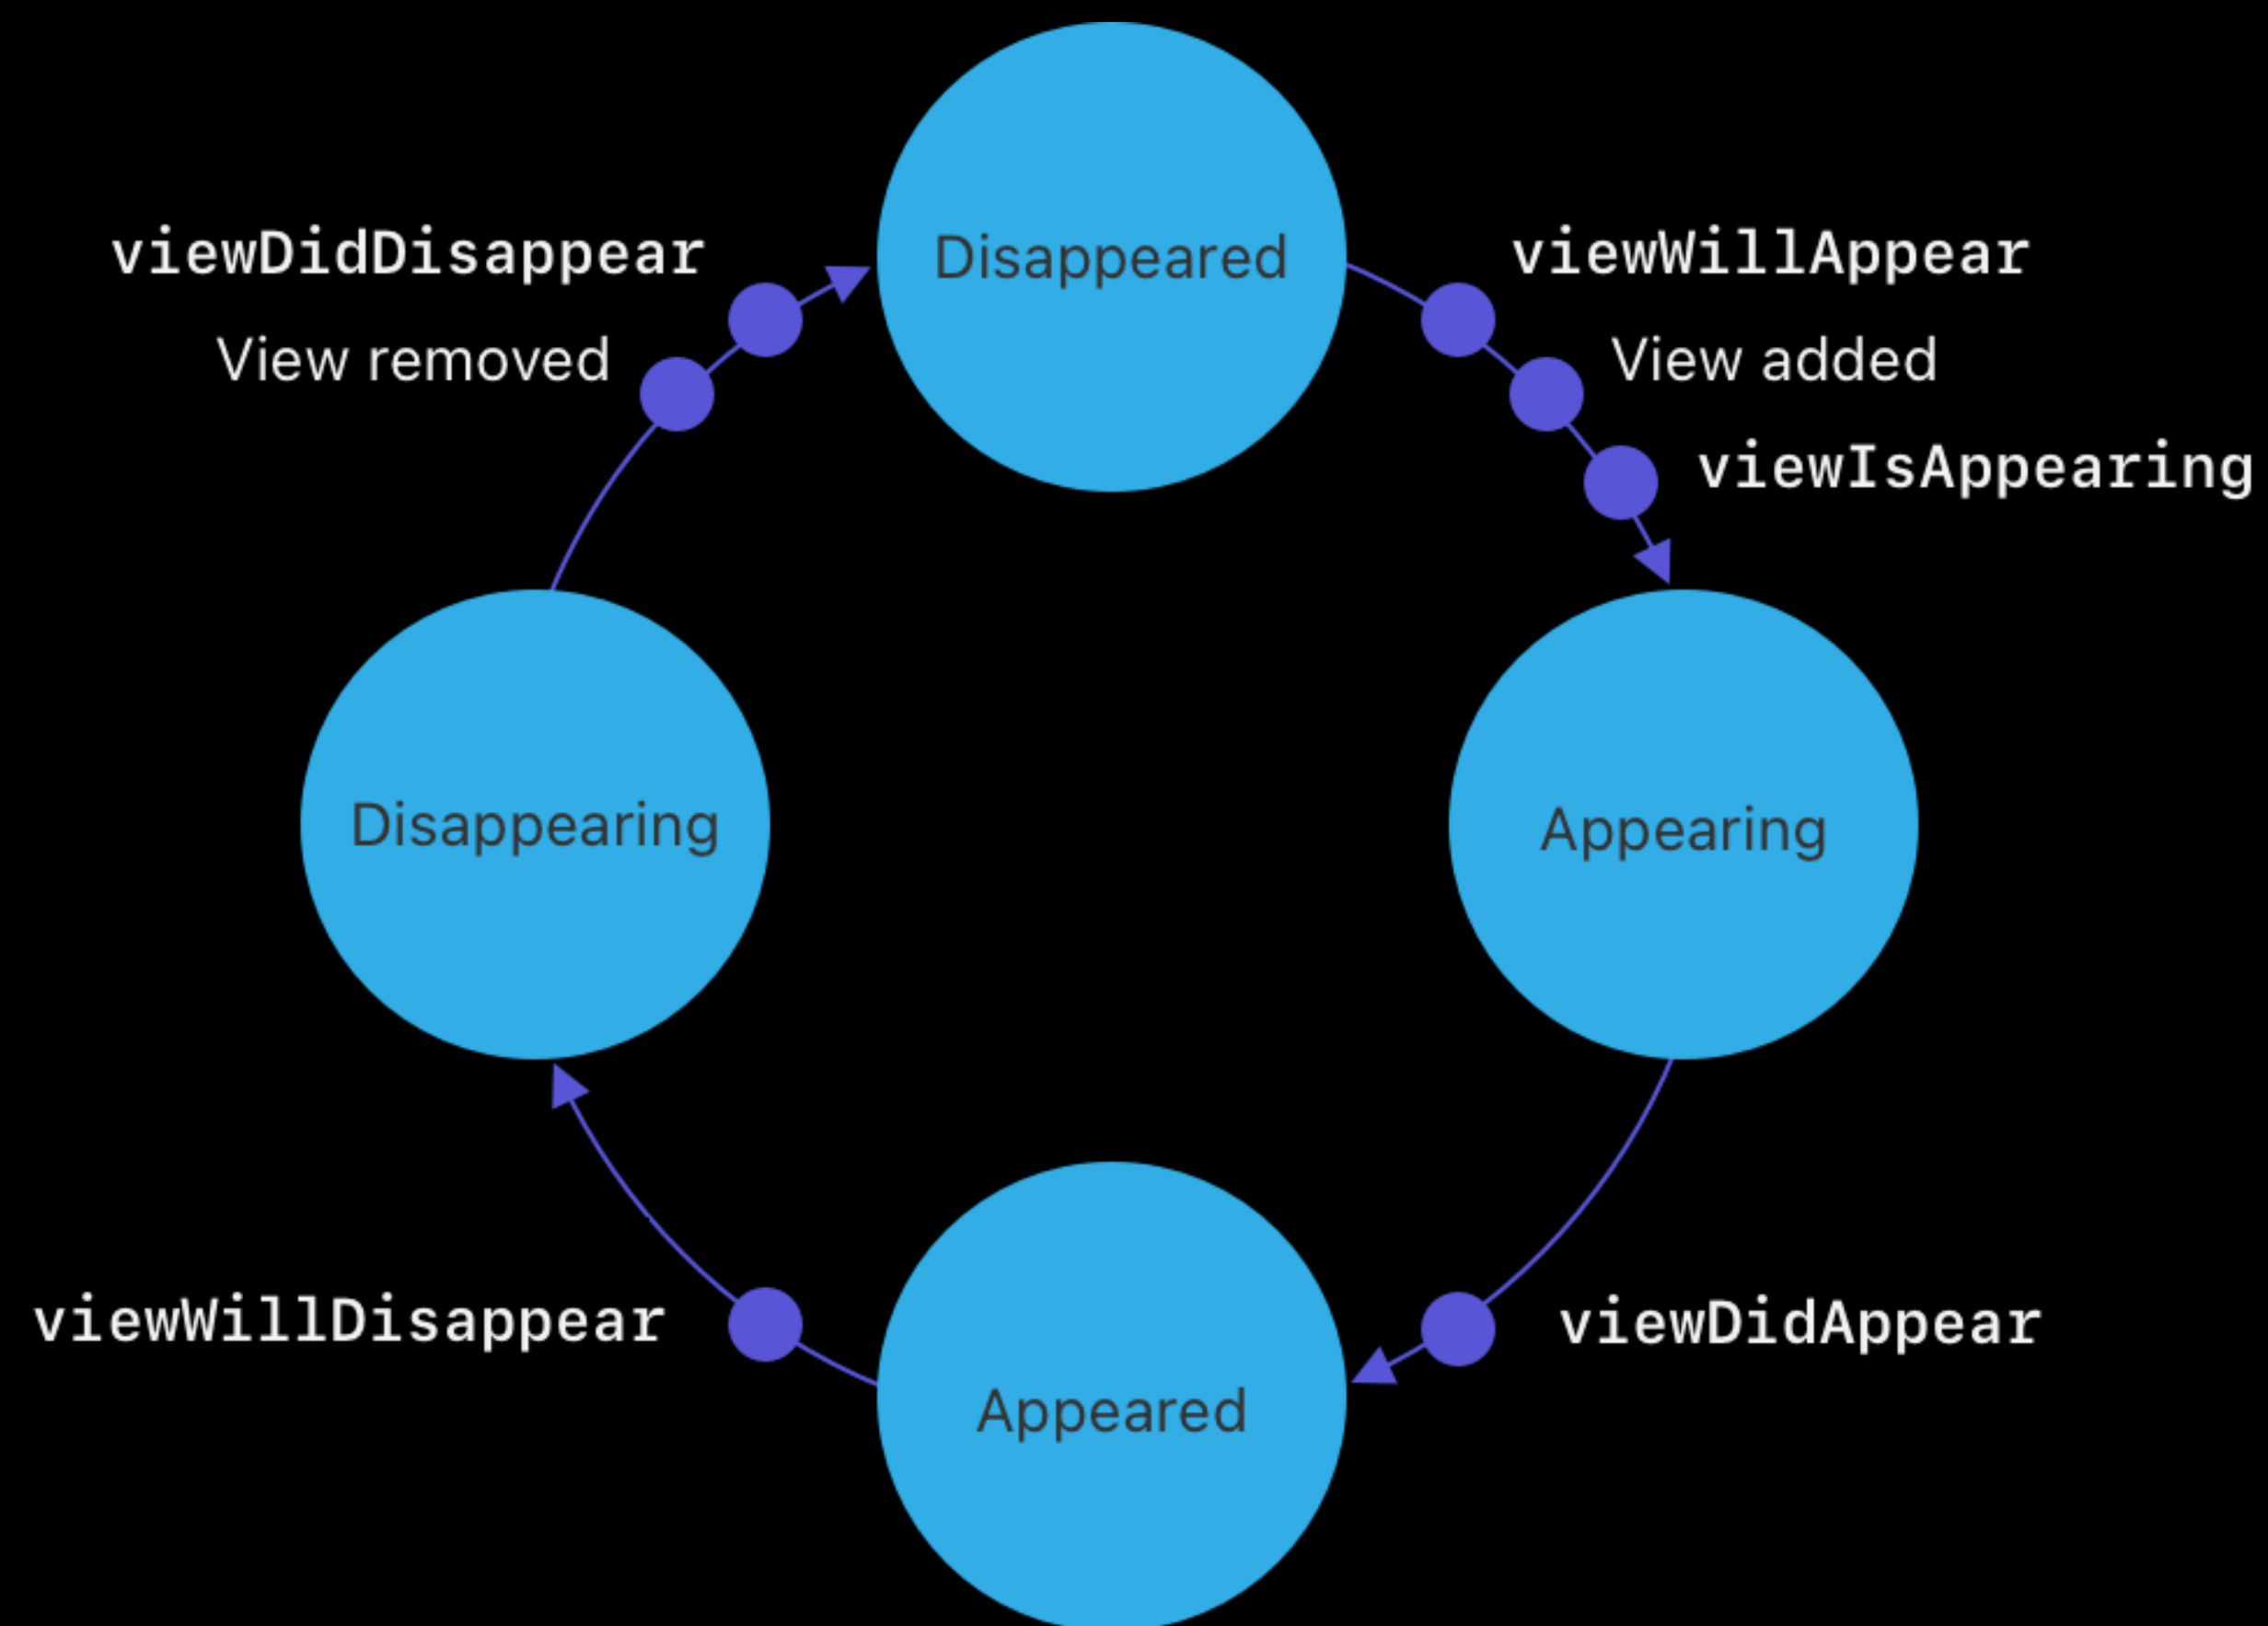 Disappeared
viewDidDisappear
View removed
viewWillAppear
View added
viewIsAppearing
Disappearing
Appearing
viewWillDisappear
viewDidAppear
Appeared